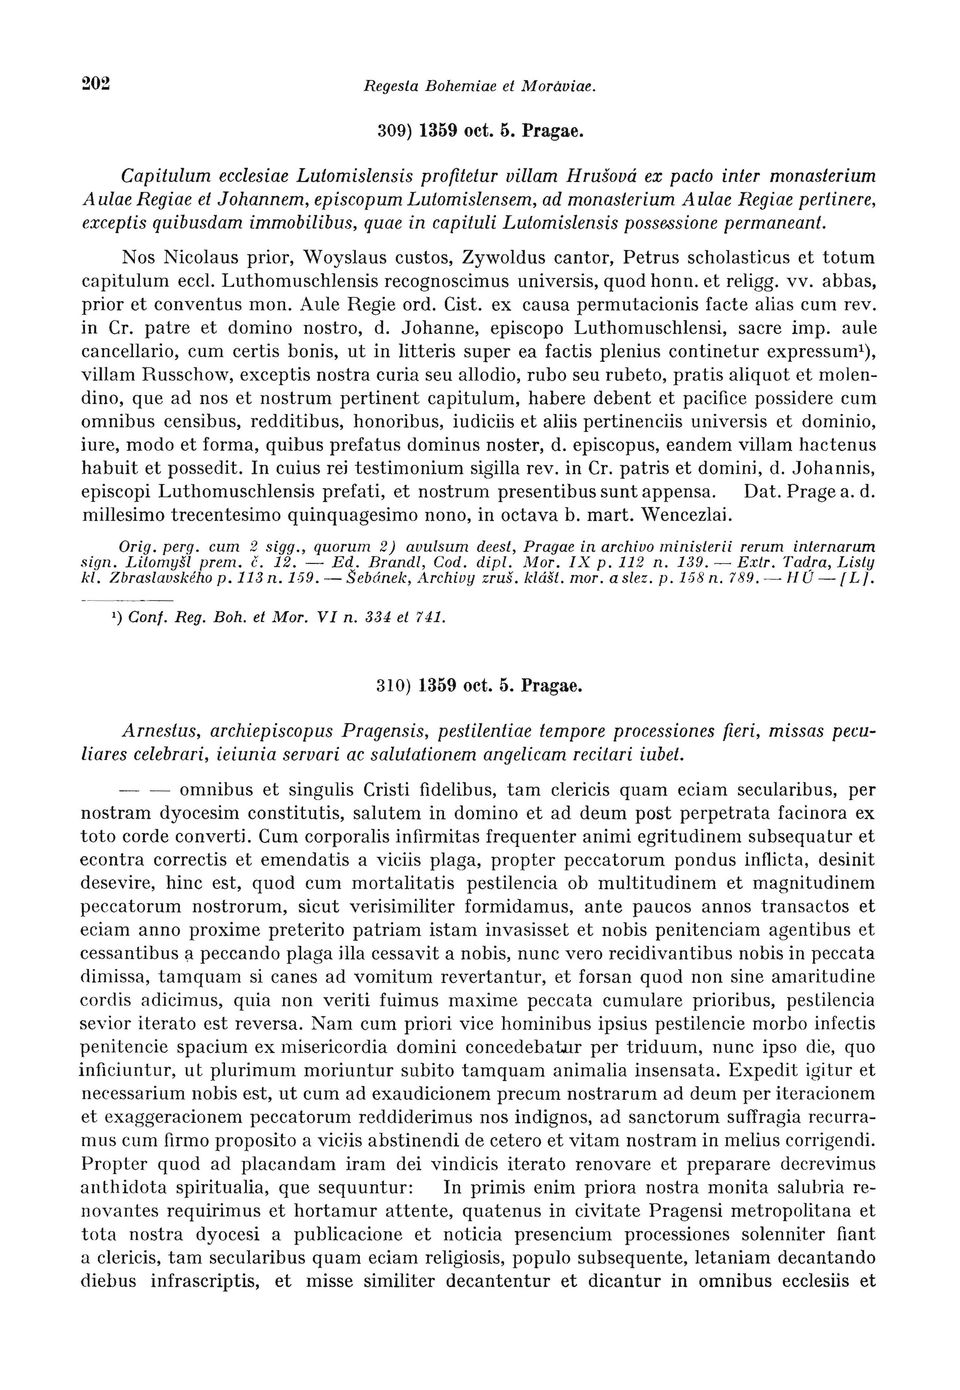 202
Regesta Bohemiae et Moraviae.
309) 1359 oct. 5. Pragae.
Capitulum ecclesiae Lutomislensis profitetur villam Hrušová ex pacto inter monasterium
Aulae Regiae et Johannem, episcopum Lutomislensem, ad monasterium Aulae Regiae pertinere,
exceptis quibusdam immobilibus, quae in capituli Lutomislensis possessione permaneant.
Nos Nicolaus prior, Woyslaus custos, Zywoldus cantor, Petrus scholasticus et totum
capitulum eccl. Luthomuschlensis recognoscimus universis, quod honn. et religg. vv. abbas,
prior et conventus mon. Aule Regie ord. Cist. ex causa permutacionis facte alias cum rev.
in Cr. patre et domino nostro, d. Johanne, episcopo Luthomuschlensi, sacre imp. aule
cancellario, cum certis bonis, ut in litteris super ea factis plenius continetur expressum¹),
villam Russchow, exceptis nostra curia seu allodio, rubo seu rubeto, pratis aliquot et molen-
dino, que ad nos et nostrum pertinent capitulum, habere debent et pacifice possidere cum
omnibus censibus, redditibus, honoribus, iudiciis et aliis pertinenciis universis et dominio,
iure, modo et forma, quibus prefatus dominus noster, d. episcopus, eandem villam hactenus
habuit et possedit. In cuius rei testimonium sigilla rev. in Cr. patris et domini, d. Johannis,
episcopi Luthomuschlensis prefati, et nostrum presentibus sunt appensa. Dat. Prage a. d.
millesimo trecentesimo quinquagesimo nono, in octava b. mart. Wencezlai.
Orig. perg. cum 2 sigg., quorum 2) avulsum deest, Pragae in archivo ministerii rerum internarum
sign. Litomyšl prem. č. 12. — Ed. Brandl, Cod. dipl. Mor. IX p. 112 n. 139. — Extr. Tadra, Listy
kl. Zbraslavského p. 113 n. 159. — Šebánek, Archivy zruš. klášt. mor. a slez. p. 158 n. 789. — HÚ — [L].
¹) Conf. Reg. Boh. et Mor. VI n. 334 et 741.
310) 1359 oct. 5. Pragae.
Arnestus, archiepiscopus Pragensis, pestilentiae tempore processiones fieri, missas pecu-
liares celebrari, ieiunia servari ac salutationem angelicam recitari iubet.
— — omnibus et singulis Cristi fidelibus, tam clericis quam eciam secularibus, per
nostram dyocesim constitutis, salutem in domino et ad deum post perpetrata facinora ex
toto corde converti. Cum corporalis infirmitas frequenter animi egritudinem subsequatur et
econtra correctis et emendatis a viciis plaga, propter peccatorum pondus inflicta, desinit
desevire, hinc est, quod cum mortalitatis pestilencia ob multitudinem et magnitudinem
peccatorum nostrorum, sicut verisimiliter formidamus, ante paucos annos transactos et
eciam anno proxime preterito patriam istam invasisset et nobis penitenciam agentibus et
cessantibus a peccando plaga illa cessavit a nobis, nunc vero recidivantibus nobis in peccata
dimissa, tamquam si canes ad vomitum revertantur, et forsan quod non sine amaritudine
cordis adicimus, quia non veriti fuimus maxime peccata cumulare prioribus, pestilencia
sevior iterato est reversa. Nam cum priori vice hominibus ipsius pestilencie morbo infectis
penitencie spacium ex misericordia domini concedebatur per triduum, nunc ipso die, quo
inficiuntur, ut plurimum moriuntur subito tamquam animalia insensata. Expedit igitur et
necessarium nobis est, ut cum ad exaudicionem precum nostrarum ad deum per iteracionem
et exaggeracionem peccatorum reddiderimus nos indignos, ad sanctorum suffragia recurra-
mus cum firmo proposito a viciis abstinendi de cetero et vitam nostram in melius corrigendi.
Propter quod ad placandam iram dei vindicis iterato renovare et preparare decrevimus
anthidota spiritualia, que sequuntur: In primis enim priora nostra monita salubria re-
novantes requirimus et hortamur attente, quatenus in civitate Pragensi metropolitana et
tota nostra dyocesi a publicacione et noticia presencium processiones solenniter fiant
a clericis, tam secularibus quam eciam religiosis, populo subsequente, letaniam decantando
diebus infrascriptis, et misse similiter decantentur et dicantur in omnibus ecclesiis et